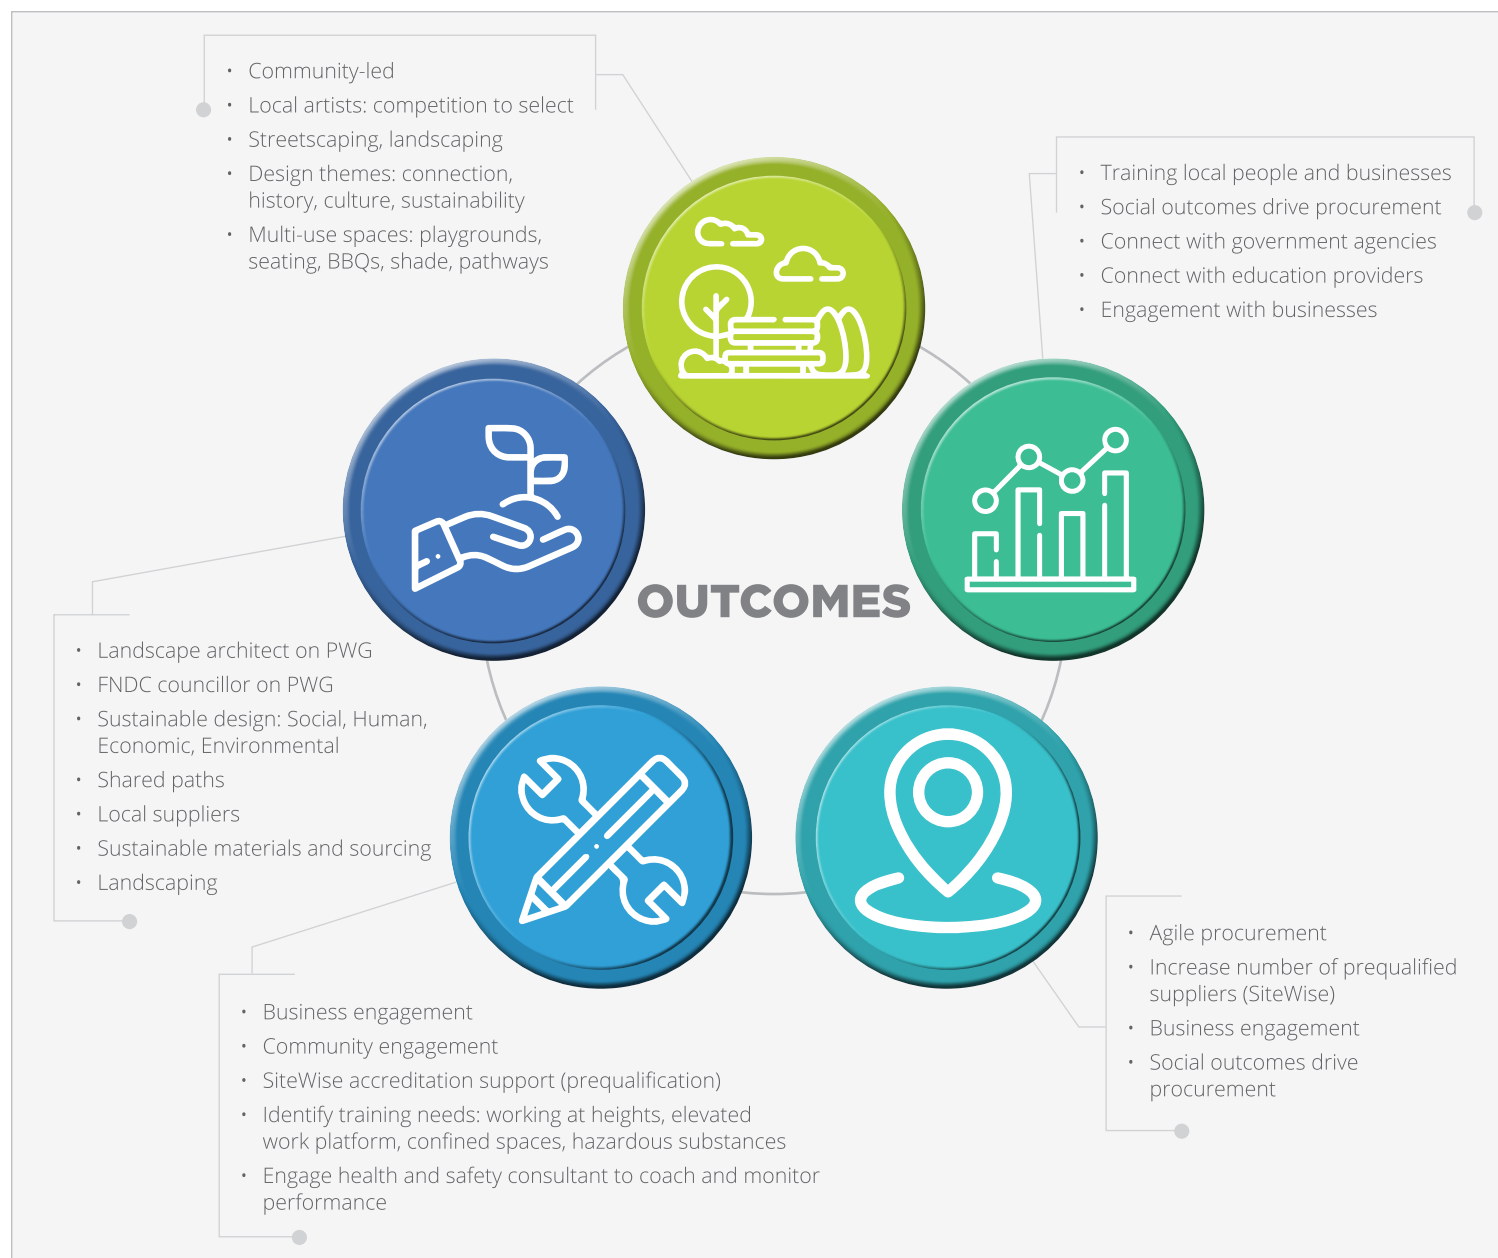 • Community-led
• Local artists: competition to select
• Streetscaping, landscaping
• Design themes: connection,
history, culture, sustainability
• Multi-use spaces: playgrounds,
seating, BBQs, shade, pathways
• Training local people and businesses
• Social outcomes drive procurement
• Connect with government agencies
• Connect with education providers
• Engagement with businesses
OUTCOMES
• Landscape architect on PWG
• FNDC councillor on PWG
• Sustainable design: Social, Human,
Economic, Environmental
• Shared paths
• Local suppliers
• Sustainable materials and sourcing
• Landscaping
• Agile procurement
• Increase number of prequalified
suppliers (SiteWise)
• Business engagement
• Social outcomes drive
procurement
• Business engagement
• Community engagement
• SiteWise accreditation support (prequalification)
• Identify training needs: working at heights, elevated
work platform, confined spaces, hazardous substances
• Engage health and safety consultant to coach and monitor
performance